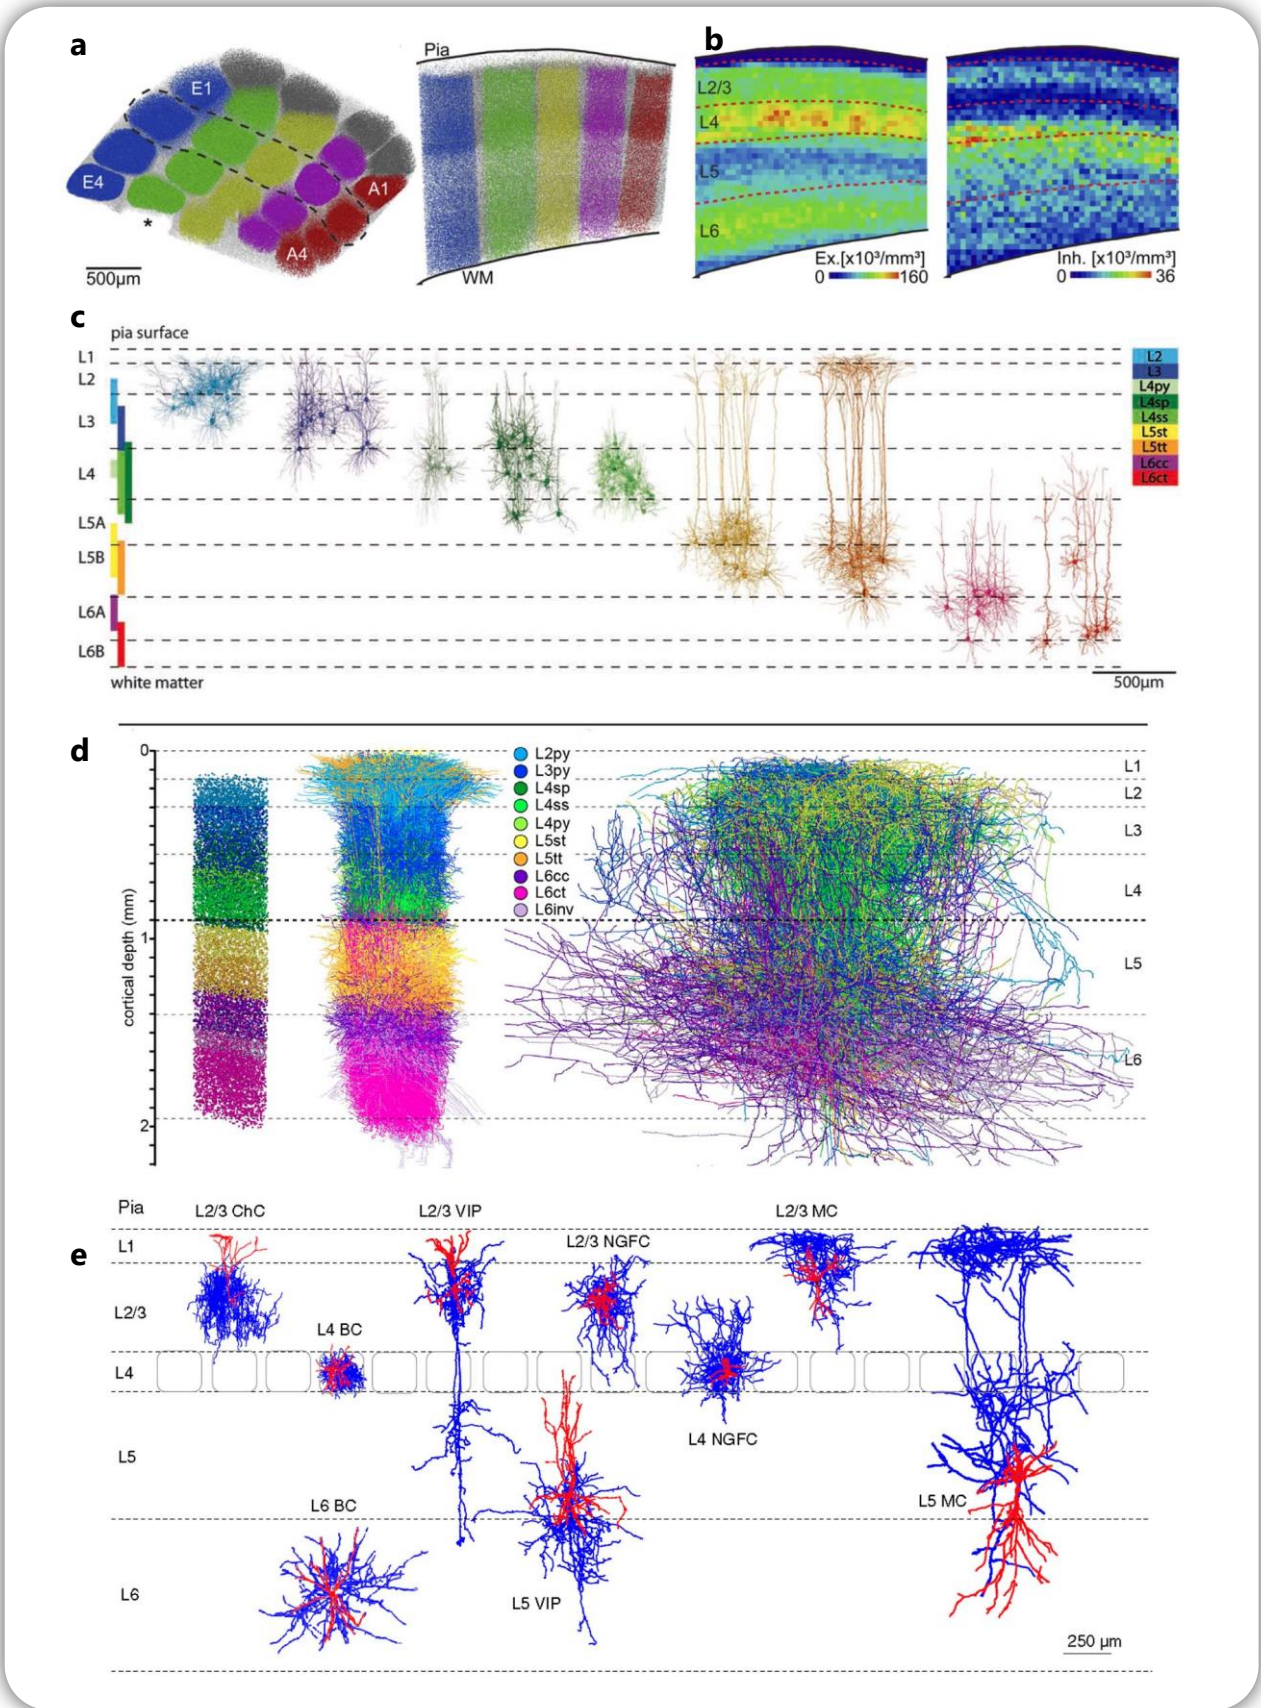 a
E1
E4
A1
A4
*
500µm
Pia
WM
b
L2/3
L4
L5
L6
Ex.[x10³/mm³]
0 160
Inh. [x10³/mm³]
0 36
c
pia surface
L1
L2
L3
L4
L5A
L5B
L6A
L6B
white matter
L2
L3
L4py
L4sp
L4ss
L5st
L5tt
L6cc
L6ct
500µm
d
cortical depth (mm)
0
1
2
L2py
L3py
L4sp
L4ss
L4py
L5st
L5tt
L6cc
L6ct
L6inv
L1
L2
L3
L4
L5
L6
e
Pia
L1
L2/3
L4
L5
L6
L2/3 ChC
L2/3 VIP
L2/3 NGFC
L2/3 MC
L4 BC
L4 NGFC
L6 BC
L5 VIP
L5 MC
250 µm